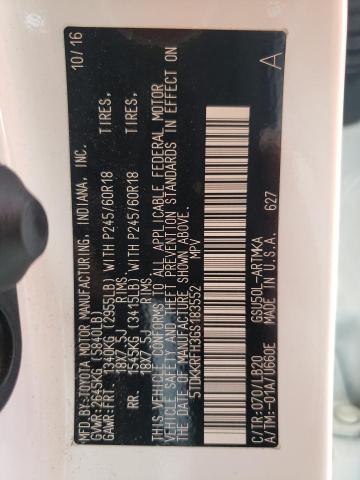 MFD.BY:TOYOTA MOTOR MANUFACTURING, INDIANA, INC. 10/16
GVWR:2645KG (5840LB)
GAWR:FRT. 1340KG (2955LB) WITH P245/60R18 TIRES,
18X7.5J RIMS
RR. 1545KG (3415LB) WITH P245/60R18 TIRES,
18X7.5J RIMS
THIS VEHICLE CONFORMS TO ALL APPLICABLE FEDERAL MOTOR
VEHICLE SAFETY AND THEFT PREVENTION STANDARDS IN EFFECT ON
THE DATE OF MANUFACTURE SHOWN ABOVE.
5TDKKRFH3GS183552 MPV A
C/TR:070/LB20 GSU50L-ARTMKA 627
A/TM:-01A/U660E MADE IN U.S.A.